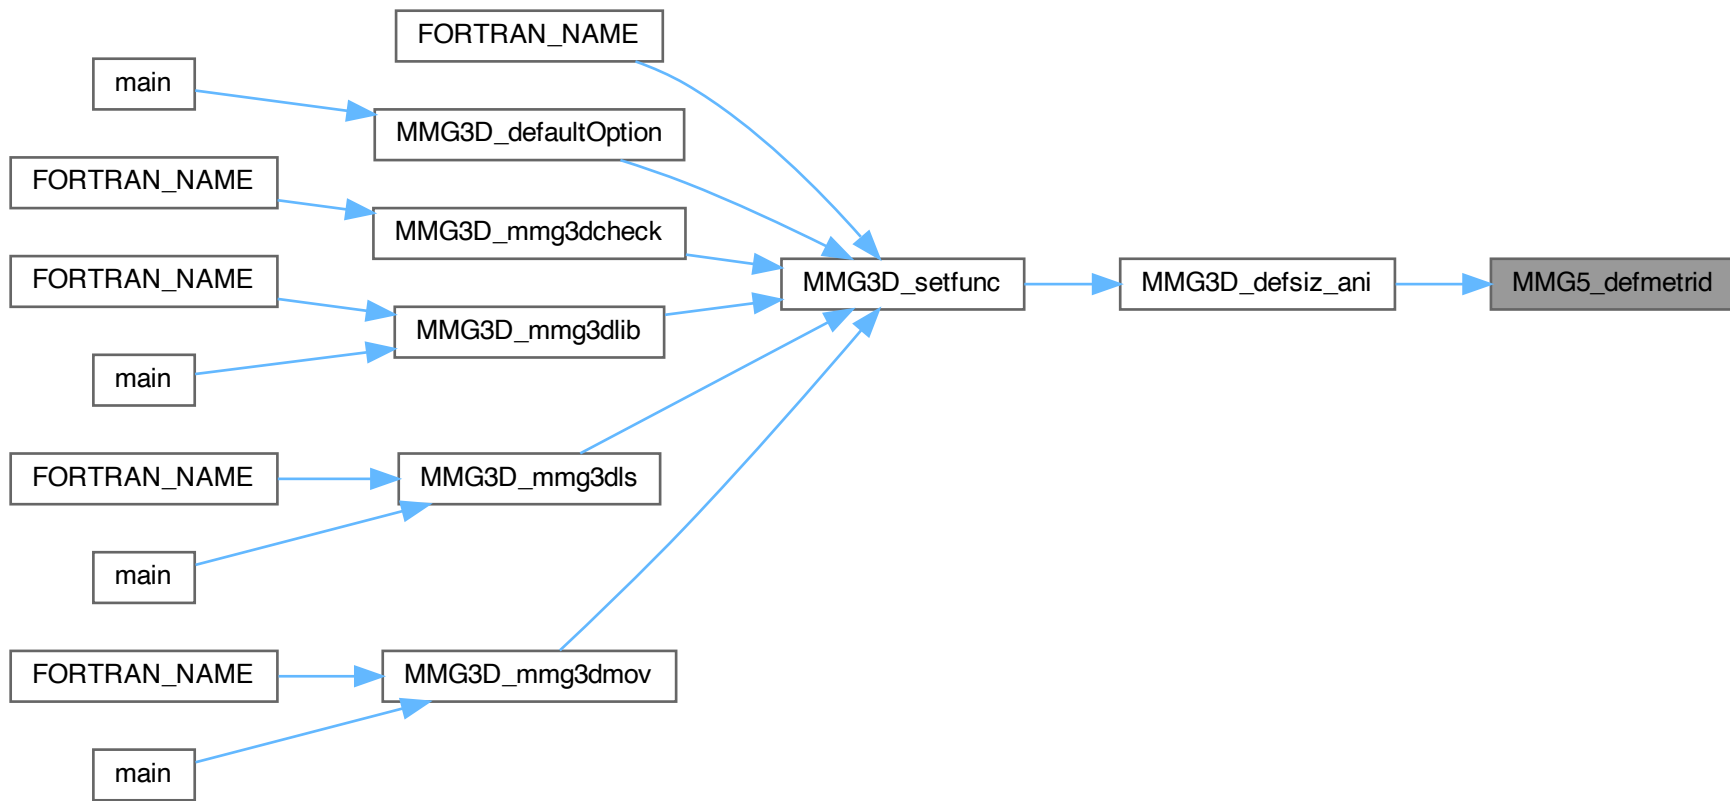 FORTRAN_NAME
main
MMG3D_defaultOption
FORTRAN_NAME
MMG3D_mmg3dcheck
FORTRAN_NAME
MMG3D_setfunc
MMG3D_defsiz_ani
MMG5_defmetrid
MMG3D_mmg3dlib
main
FORTRAN_NAME
MMG3D_mmg3dls
main
FORTRAN_NAME
MMG3D_mmg3dmov
main